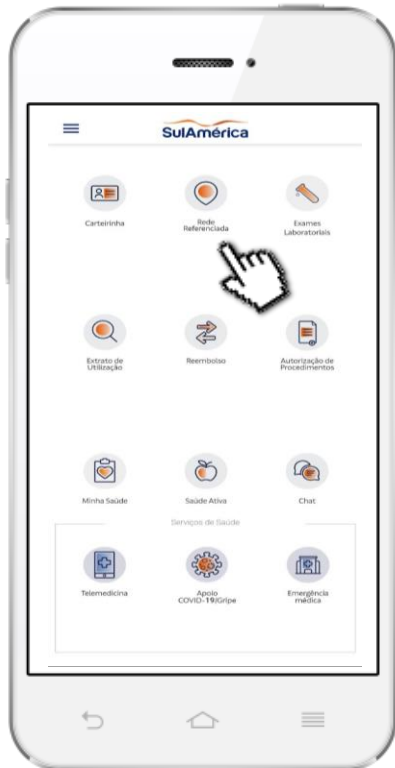 SulAmérica
Carteirinha
Rede
Referenciada
Exames
Laboratoriais
Extrato de
Utilização
Reembolso
Autorização de
Procedimentos
Minha Saúde
Saúde Ativa
Chat
Serviços de Saúde
Telemedicina
Apoio
COVID-19/Gripe
Emergência
médica